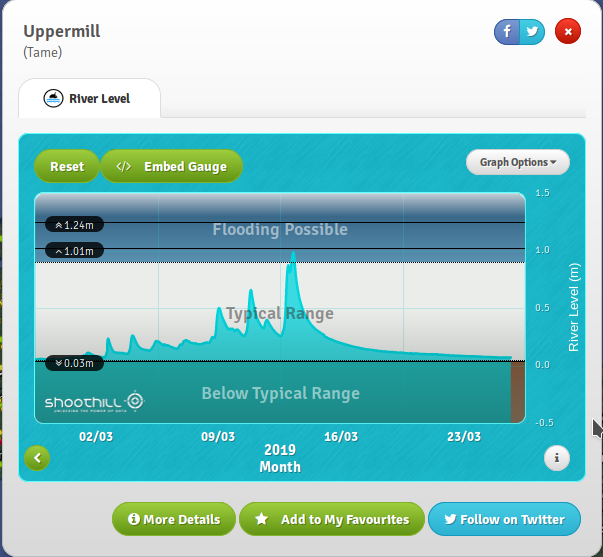 Uppermill
(Tame)
f
River Level
Reset
</> Embed Gauge
Graph Options
1.5
1.24m
Flooding Possible
1.01m
1.0
Typical Range
0.5
River Level (m)
0.03m
0.0
Below Typical Range
shoothill
UNLEASHING THE POWER OF DATA
-0.5
02/03
09/03
16/03
23/03
2019
Month
i
i More Details
Add to My Favourites
Follow on Twitter